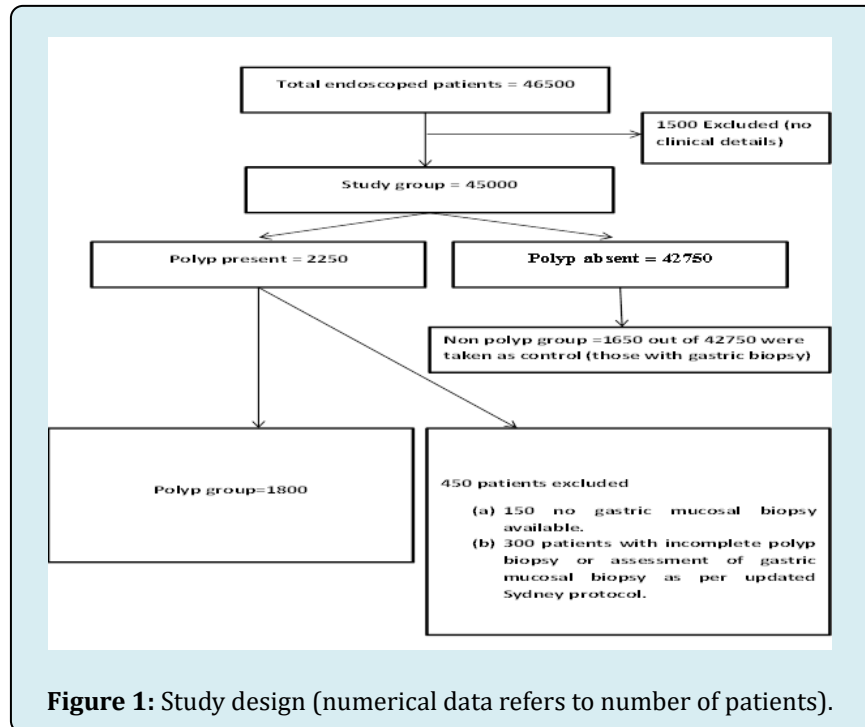 Total endoscoped patients = 46500
1500 Excluded (no
clinical details)
Study group = 45000
Polyp present = 2250
Polyp absent = 42750
Non polyp group =1650 out of 42750 were
taken as control (those with gastric biopsy)
Polyp group=1800
450 patients excluded
(a) 150 no gastric mucosal biopsy
available.
(b) 300 patients with incomplete polyp
biopsy or assessment of gastric
mucosal biopsy as per updated
Sydney protocol.
Figure 1: Study design (numerical data refers to number of patients).